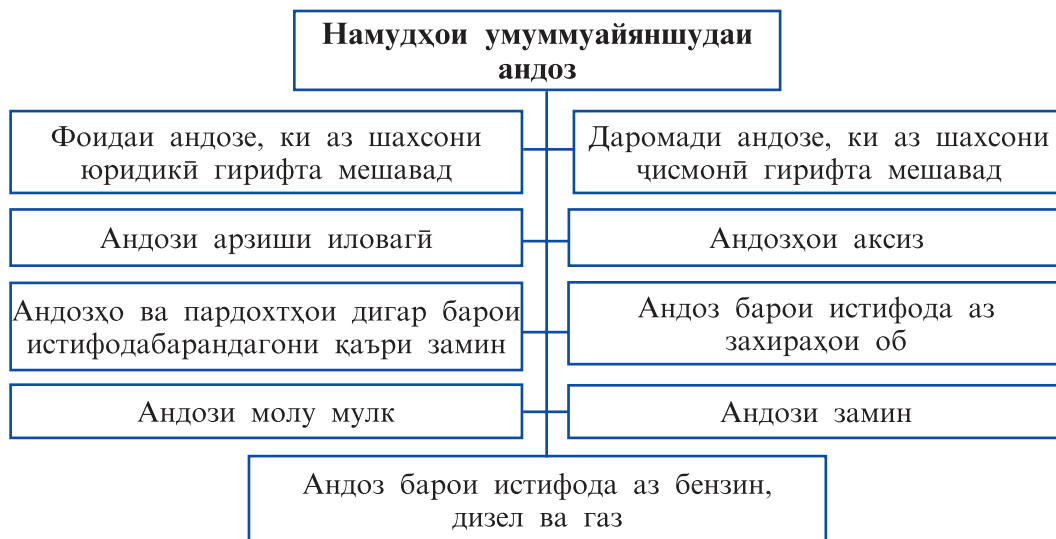 Намудҳои умуммуайяншудаи
андоз
Фоидаи андозе, ки аз шахсони
юридикӣ гирифта мешавад
Даромади андозе, ки аз шахсони
ҷисмонӣ гирифта мешавад
Андози арзиши иловагӣ
Андозҳои аксиз
Андозҳо ва пардохтҳои дигар барои
истифодабарандагони қаъри замин
Андоз барои истифода аз
захираҳои об
Андози молу мулк
Андози замин
Андоз барои истифода аз бензин,
дизел ва газ